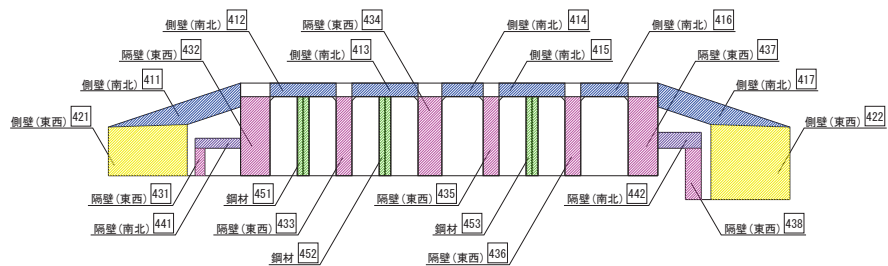 側壁(南北) 412
隔壁(東西) 434
側壁(南北) 414
側壁(南北) 416
隔壁(東西) 432
側壁(南北) 413
側壁(南北) 415
隔壁(東西) 437
側壁(南北) 411
側壁(南北) 417
側壁(東西) 421
側壁(東西) 422
隔壁(東西) 431
鋼材 451
隔壁(東西) 435
隔壁(南北) 442
隔壁(南北) 441
隔壁(東西) 433
鋼材 453
隔壁(東西) 438
鋼材 452
隔壁(東西) 436